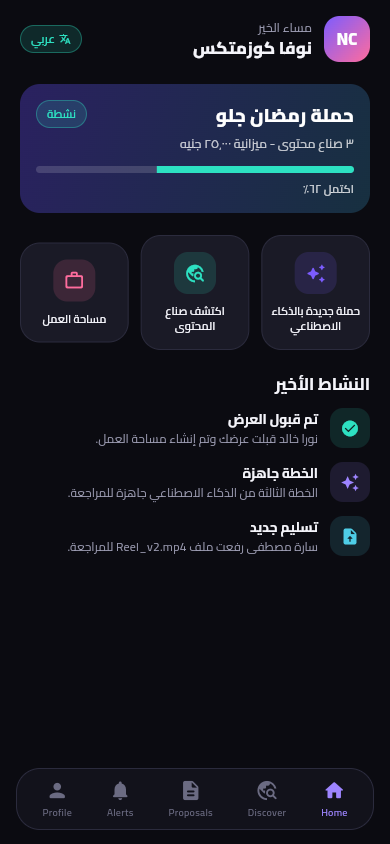 مساء الخير
نوفا كوزمتكس
NC
عربي
حملة رمضان جلو
نشطة
٣ صناع محتوى - ميزانية ٢٥,٠٠٠ جنيه
اكتمل ٦٢٪
حملة جديدة بالذكاء
الاصطناعي
اكتشف صناع
المحتوى
مساحة العمل
النشاط الأخير
تم قبول العرض
نورا خالد قبلت عرضك وتم إنشاء مساحة العمل.
الخطة جاهزة
الخطة الثالثة من الذكاء الاصطناعي جاهزة للمراجعة.
تسليم جديد
سارة مصطفى رفعت ملف Reel_v2.mp4 للمراجعة.
Home
Discover
Proposals
Alerts
Profile